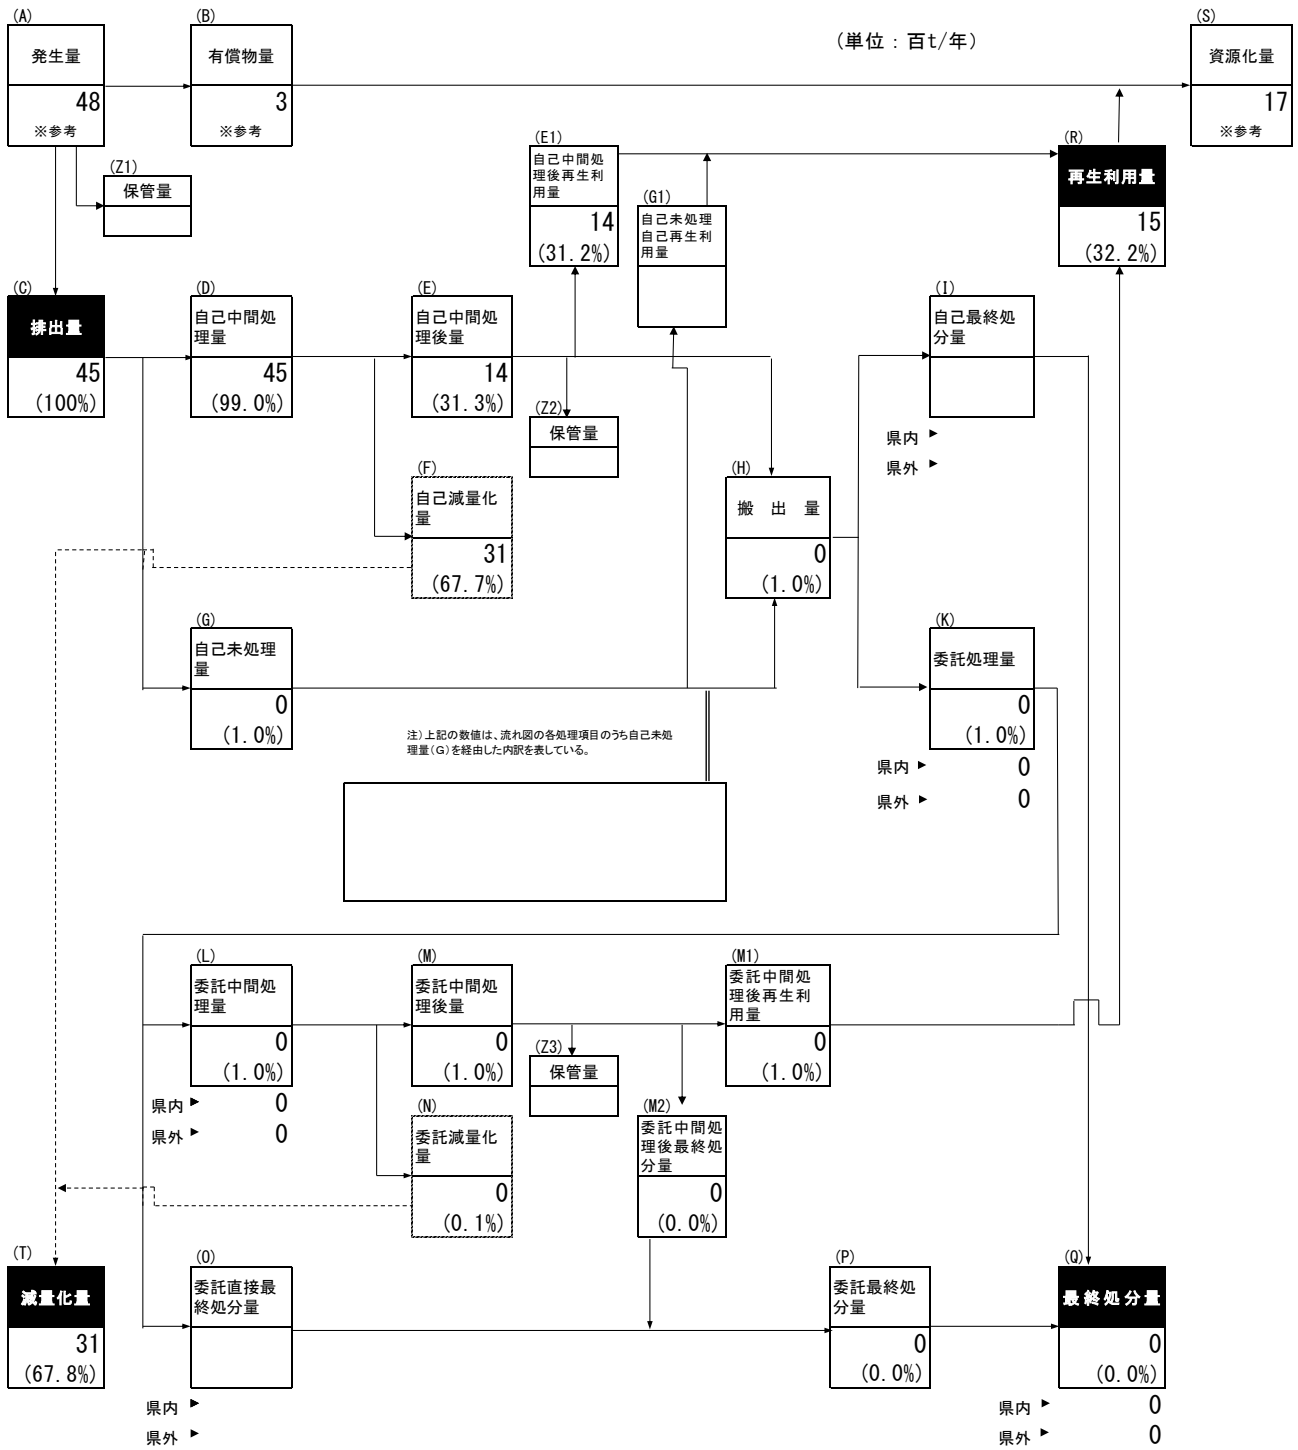 (A)
発生量
48
※参考
(B)
有償物量
3
※参考
(単位：百t/年)
(S)
資源化量
17
※参考
(Z1)
保管量
(E1)
自己中間処
理後再生利
用量
14
(31.2%)
(G1)
自己未処理
自己再生利
用量
(R)
再生利用量
15
(32.2%)
(C)
排出量
45
(100%)
(D)
自己中間処
理量
45
(99.0%)
(E)
自己中間処
理後量
14
(31.3%)
(Z2)
保管量
(I)
自己最終処
分量
県内
県外
(F)
自己減量化
量
31
(67.7%)
(H)
搬　出　量
0
(1.0%)
(G)
自己未処理
量
0
(1.0%)
(K)
委託処理量
0
(1.0%)
県内 0
県外 0
注)上記の数値は、流れ図の各処理項目のうち自己未処
理量(G)を経由した内訳を表している。
(L)
委託中間処
理量
0
(1.0%)
県内 0
県外 0
(M)
委託中間処
理後量
0
(1.0%)
(Z3)
保管量
(M1)
委託中間処
理後再生利
用量
0
(1.0%)
(N)
委託減量化
量
0
(0.1%)
(M2)
委託中間処
理後最終処
分量
0
(0.0%)
(T)
減量化量
31
(67.8%)
(O)
委託直接最
終処分量
県内
県外
(P)
委託最終処
分量
0
(0.0%)
(Q)
最終処分量
0
(0.0%)
県内 0
県外 0